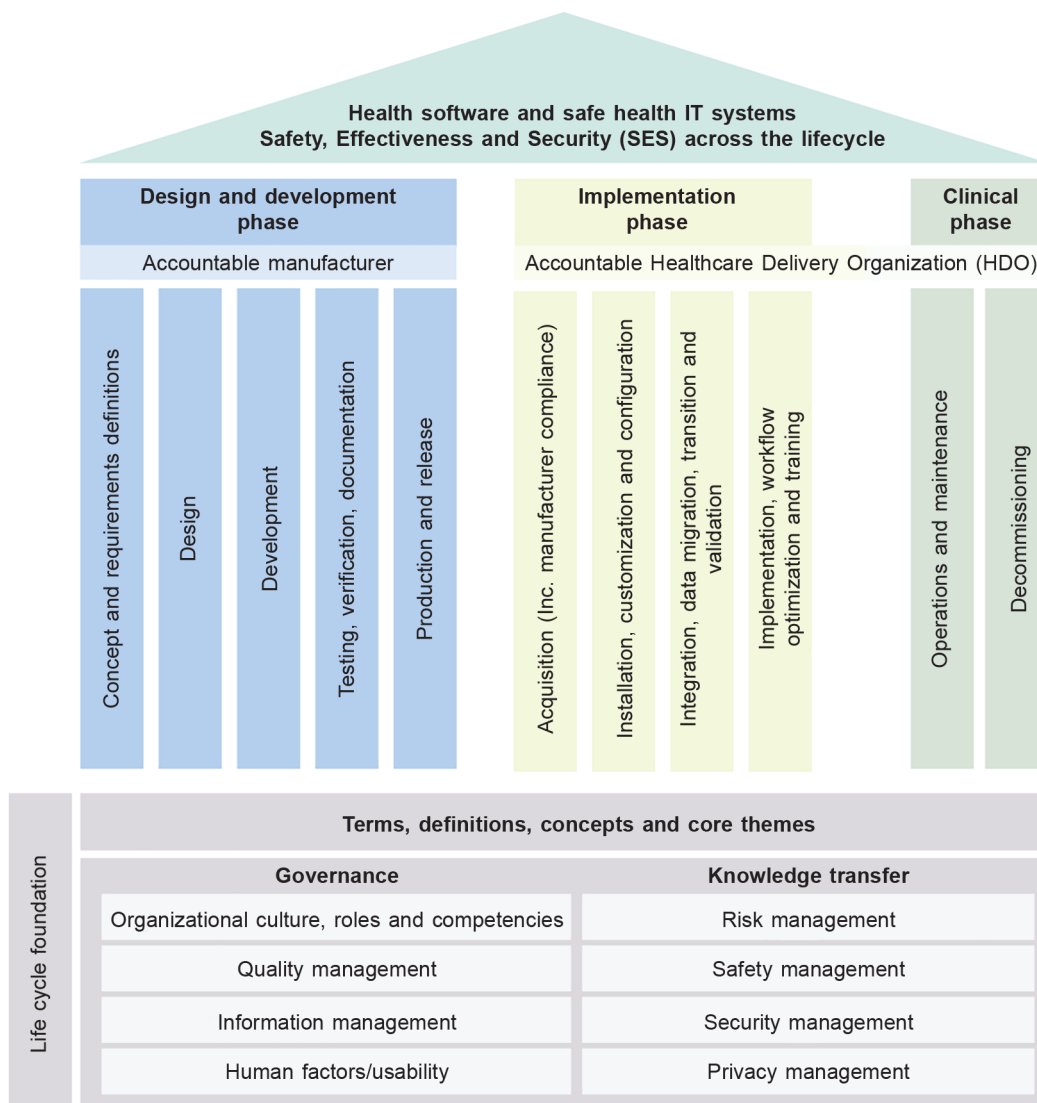 Health software and safe health IT systems
Safety, Effectiveness and Security (SES) across the lifecycle
Design and development
phase
Accountable manufacturer
Concept and requirements definitions
Design
Development
Testing, verification, documentation
Production and release
Implementation
phase
Clinical
phase
Accountable Healthcare Delivery Organization (HDO)
Acquisition (Inc. manufacturer compliance)
Installation, customization and configuration
Integration, data migration, transition and
validation
Implementation, workflow
optimization and training
Operations and maintenance
Decommissioning
Life cycle foundation
Terms, definitions, concepts and core themes
Governance
Organizational culture, roles and competencies
Quality management
Information management
Human factors/usability
Knowledge transfer
Risk management
Safety management
Security management
Privacy management